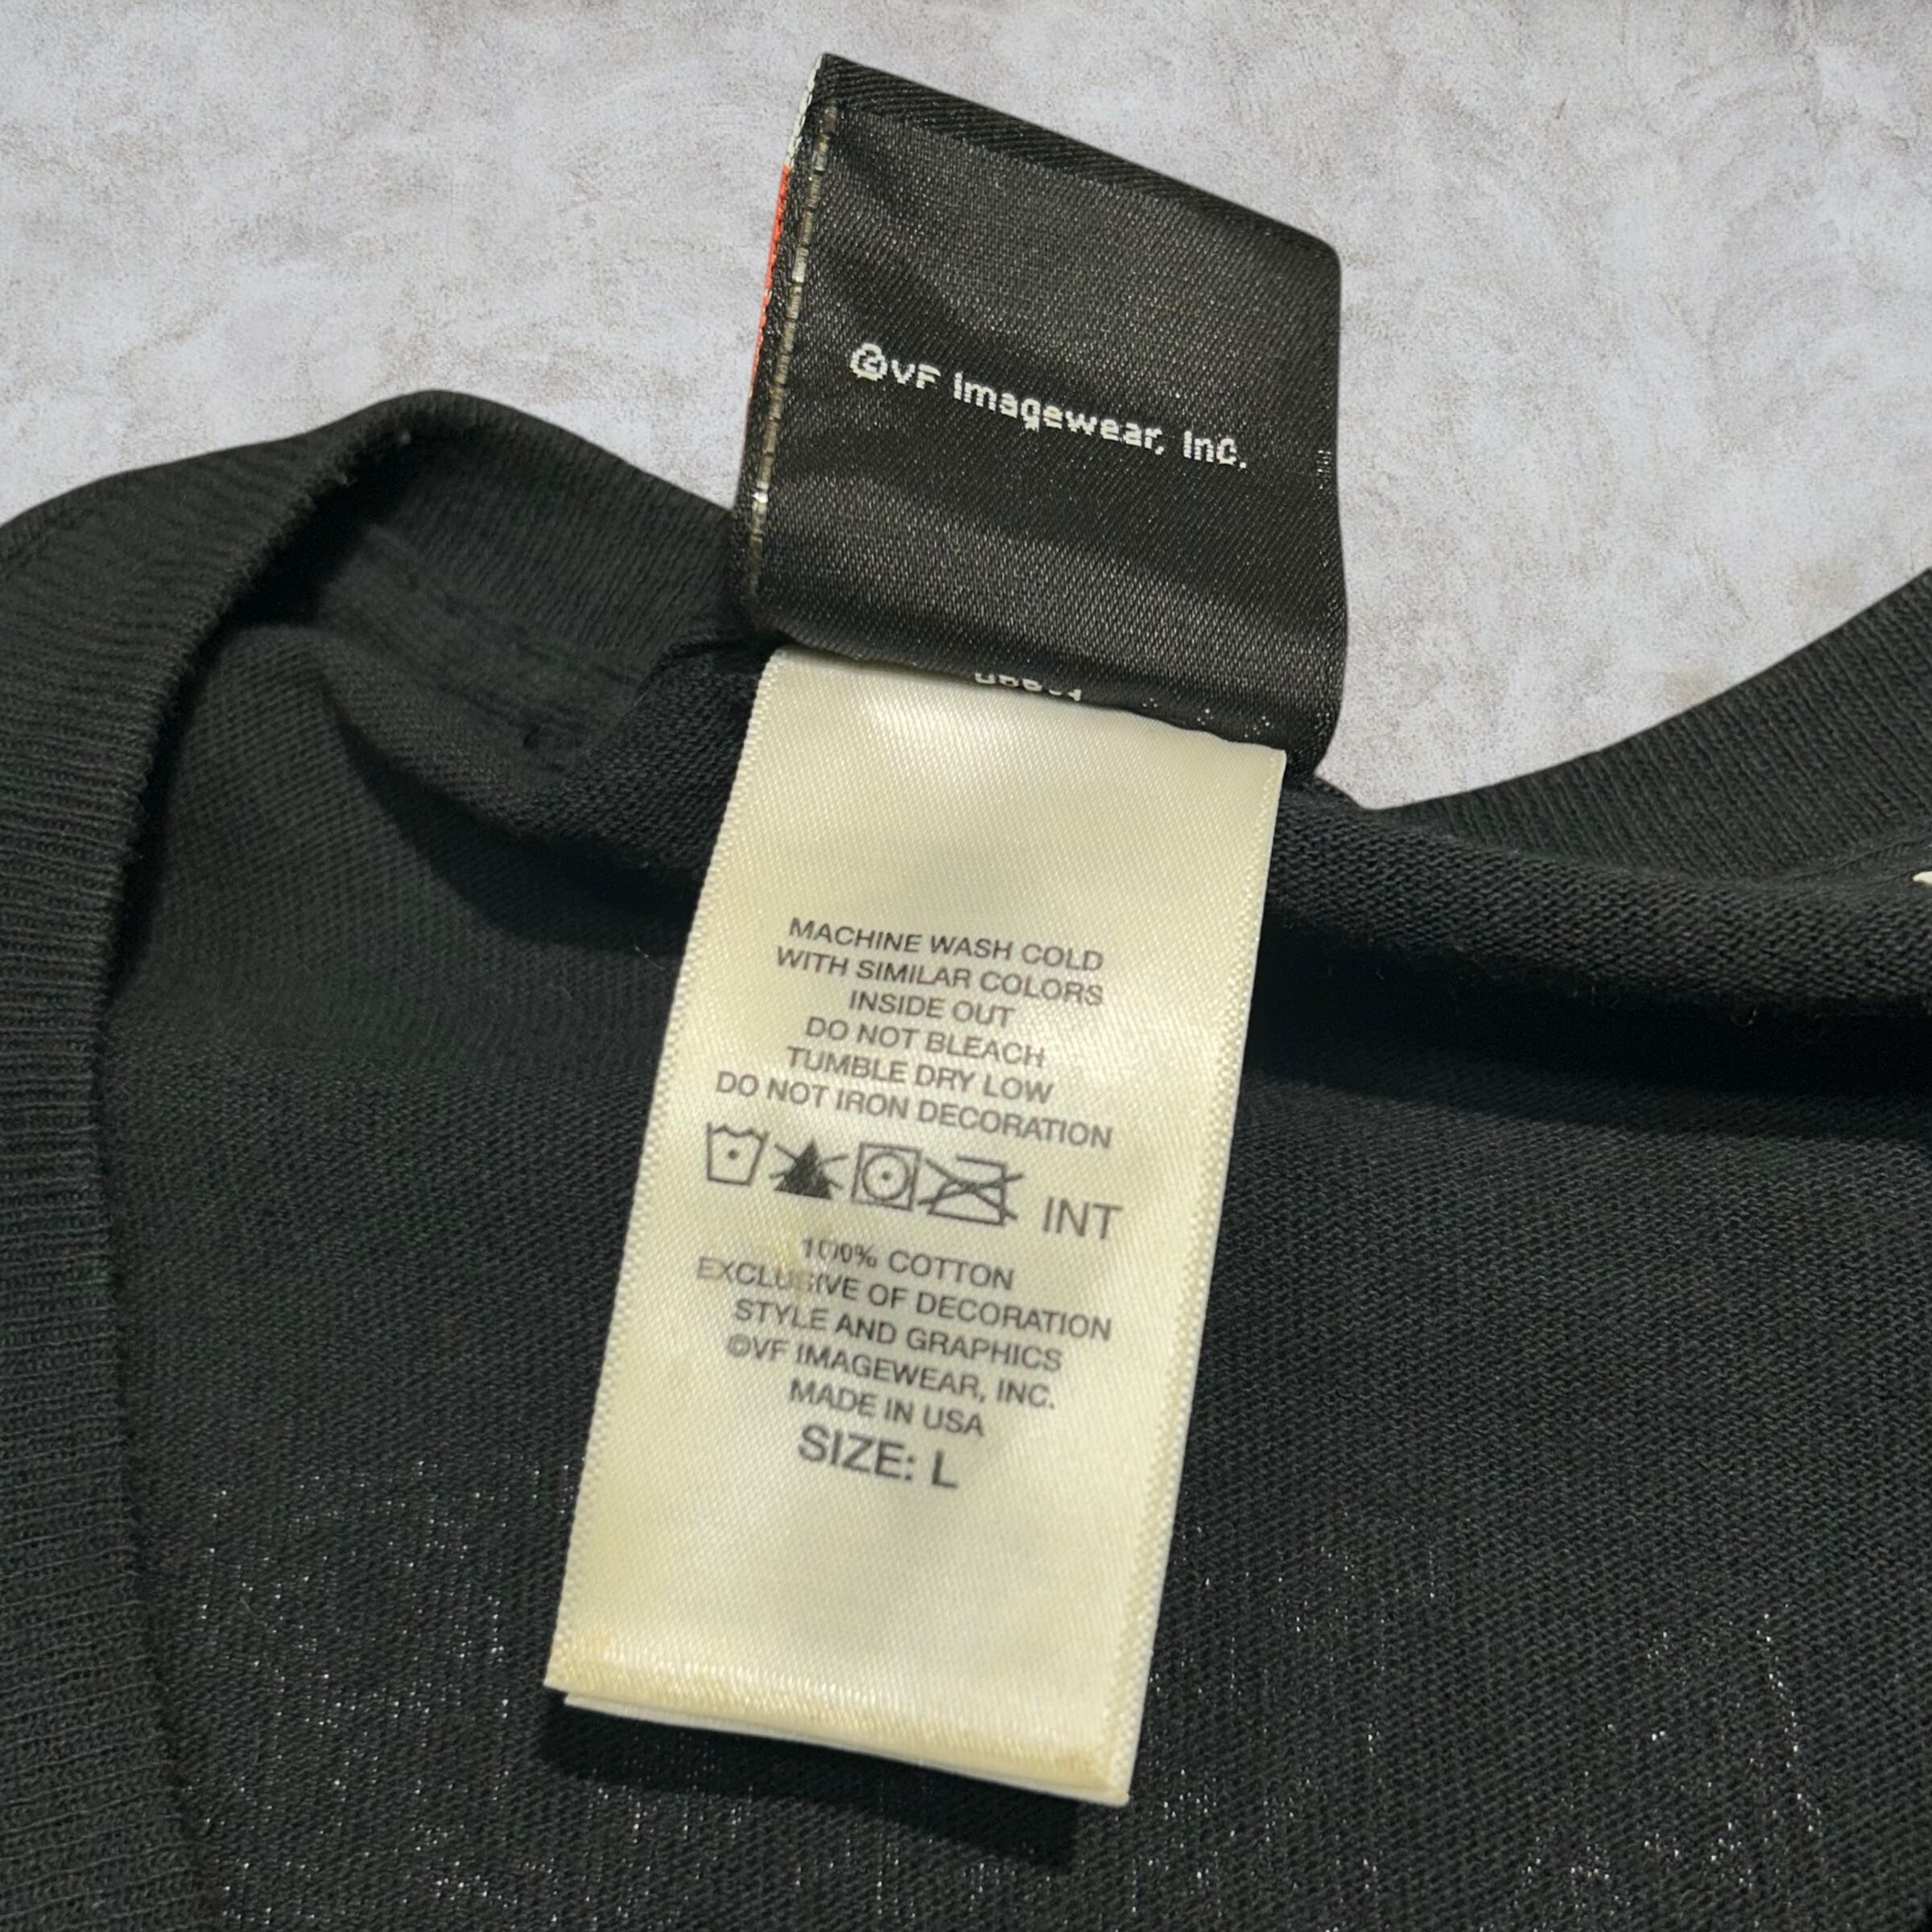 ©VF Imagewear, Inc.
MACHINE WASH COLD
WITH SIMILAR COLORS
INSIDE OUT
DO NOT BLEACH
TUMBLE DRY LOW
DO NOT IRON DECORATION
INT
100% COTTON
EXCLUSIVE OF DECORATION
STYLE AND GRAPHICS
©VF IMAGEWEAR, INC.
MADE IN USA
SIZE: L